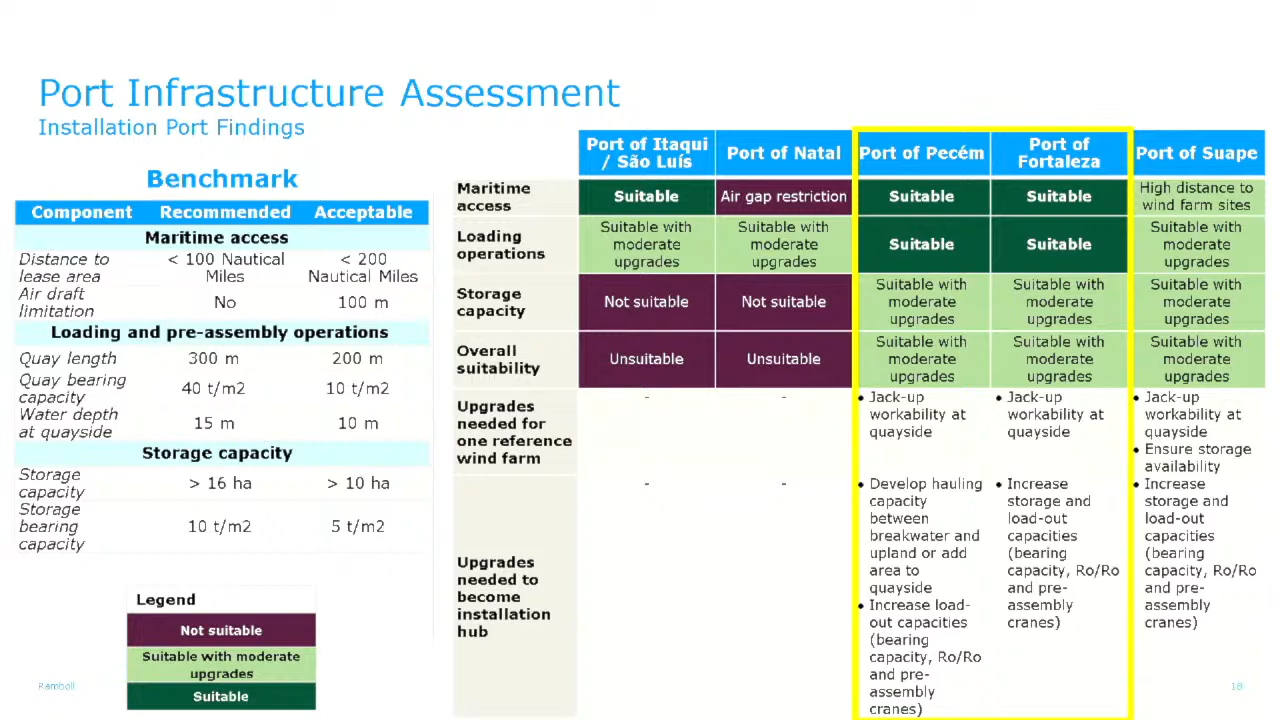 Port Infrastructure Assessment
Installation Port Findings
Benchmark
Component Recommended Acceptable
Maritime access
Distance to lease area < 100 Nautical Miles < 200 Nautical Miles
Air draft limitation No 100 m
Loading and pre-assembly operations
Quay length 300 m 200 m
Quay bearing capacity 40 t/m2 10 t/m2
Water depth at quayside 15 m 10 m
Storage capacity
Storage capacity > 16 ha > 10 ha
Storage bearing capacity 10 t/m2 5 t/m2
Legend
Not suitable
Suitable with moderate upgrades
Suitable
Port of Itaqui / São Luís Port of Natal Port of Pecém Port of Fortaleza Port of Suape
Maritime access Suitable Air gap restriction Suitable Suitable High distance to wind farm sites
Loading operations Suitable with moderate upgrades Suitable with moderate upgrades Suitable Suitable Suitable with moderate upgrades
Storage capacity Not suitable Not suitable Suitable with moderate upgrades Suitable with moderate upgrades Suitable with moderate upgrades
Overall suitability Unsuitable Unsuitable Suitable with moderate upgrades Suitable with moderate upgrades Suitable with moderate upgrades
Upgrades needed for one reference wind farm - - • Jack-up workability at quayside • Jack-up workability at quayside • Jack-up workability at quayside • Ensure storage availability
Upgrades needed to become installation hub - - • Develop hauling capacity between breakwater and upland or add area to quayside • Increase load-out capacities (bearing capacity, Ro/Ro and pre-assembly cranes) • Increase storage and load-out capacities (bearing capacity, Ro/Ro and pre-assembly cranes) • Increase storage and load-out capacities (bearing capacity, Ro/Ro and pre-assembly cranes)
Ramboll
18